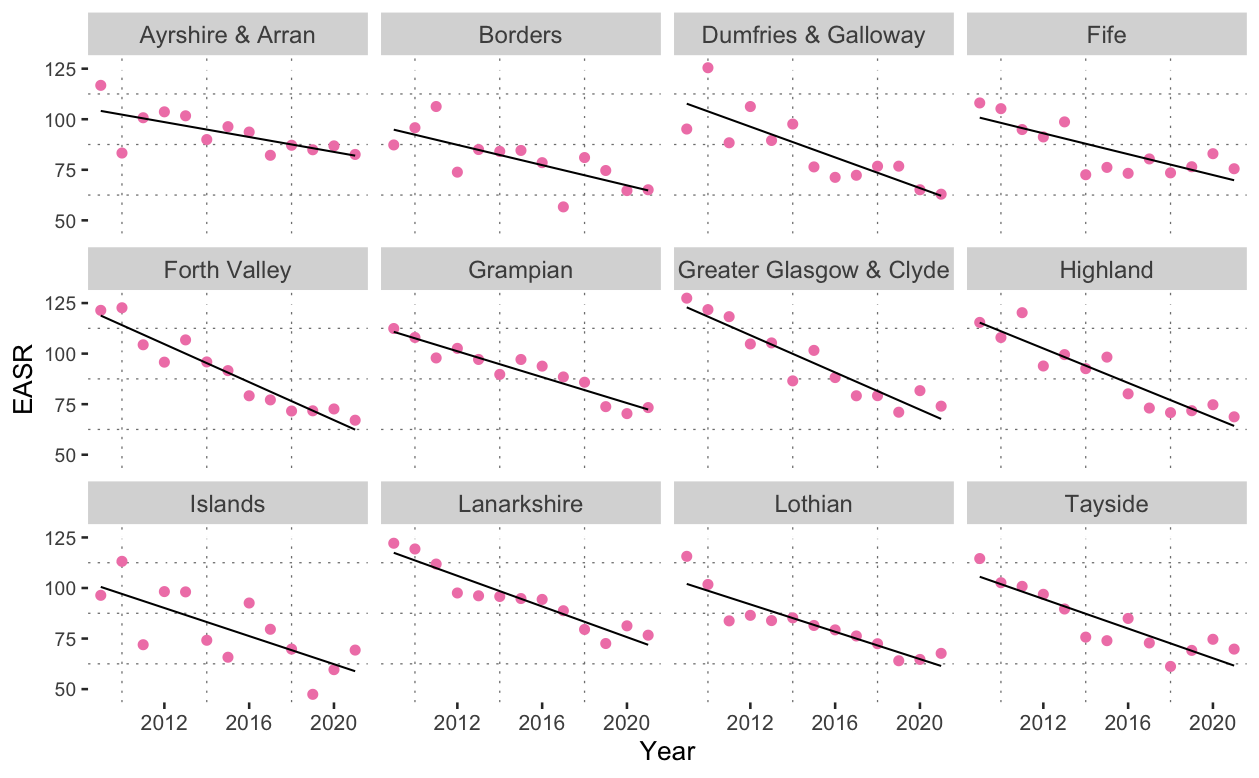 Ayrshire & Arran
Borders
Dumfries & Galloway
Fife
125
100
75
50
Forth Valley
Grampian
Greater Glasgow & Clyde
Highland
125
100
75
50
EASR
Islands
Lanarkshire
Lothian
Tayside
125
100
75
50
2012 2016 2020
2012 2016 2020
2012 2016 2020
2012 2016 2020
Year